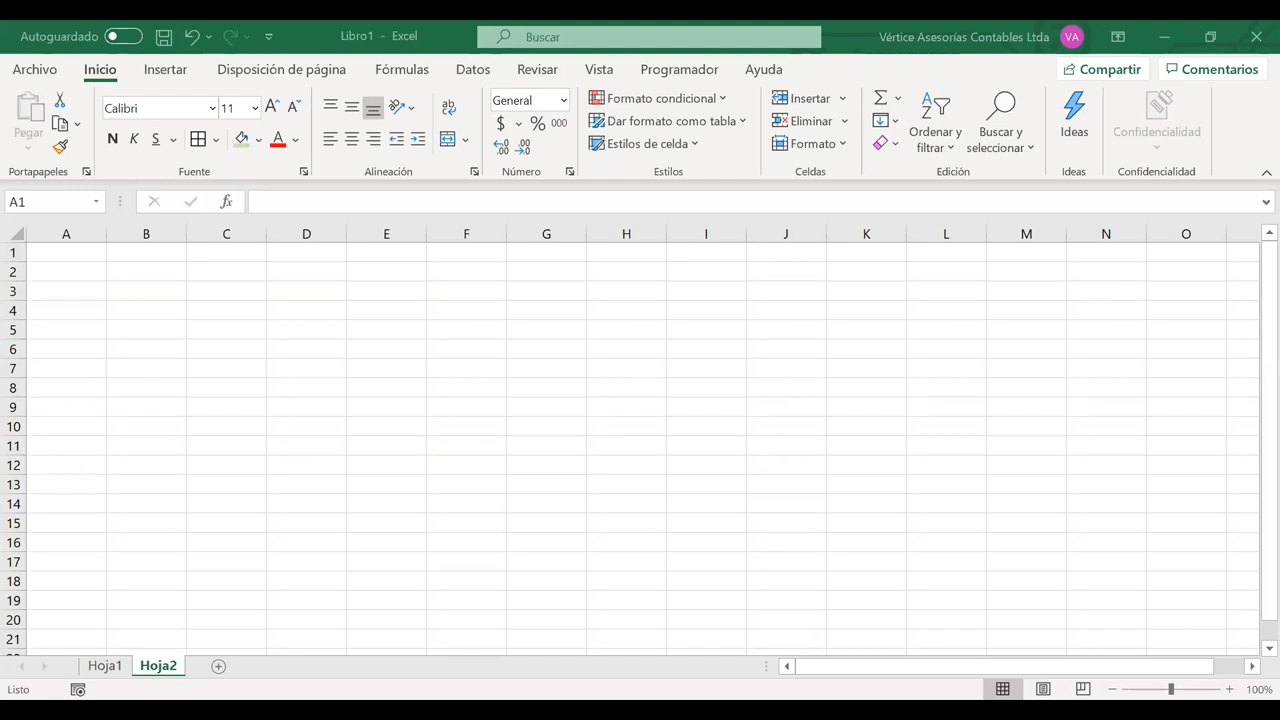 Autoguardado
Libro1 - Excel
Buscar
Vértice Asesorías Contables Ltda
VA
Archivo Inicio Insertar Disposición de página Fórmulas Datos Revisar Vista Programador Ayuda
Compartir Comentarios
Pegar
Portapapeles
Calibri 11
N K S
A
Fuente
ab
Alineación
General
$ % 000
Número
Formato condicional
Dar formato como tabla
Estilos de celda
Estilos
Insertar
Eliminar
Formato
Celdas
Ordenar y filtrar
Buscar y seleccionar
Edición
Ideas
Ideas
Confidencialidad
Confidencialidad
A1 fx
A B C D E F G H I J K L M N O
1
2
3
4
5
6
7
8
9
10
11
12
13
14
15
16
17
18
19
20
21
Hoja1 Hoja2
Listo 100%